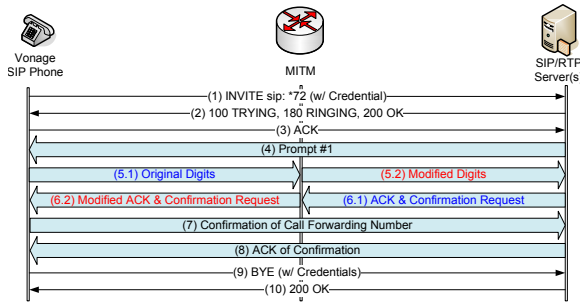 Vonage
SIP Phone
MITM
SIP/RTP
Server(s
(1) INVITE sip: *72 (w/ Credential)
(2) 100 TRYING, 180 RINGING, 200 OK
(3) ACK
(4) Prompt #1
(5.1) Original Digits
(5.2) Modified Digits
(6.2) Modified ACK & Confirmation Request
(6.1) ACK & Confirmation Request
(7) Confirmation of Call Forwarding Number
(8) ACK of Confirmation
(9) BYE (w/ Credentials)
(10) 200 OK